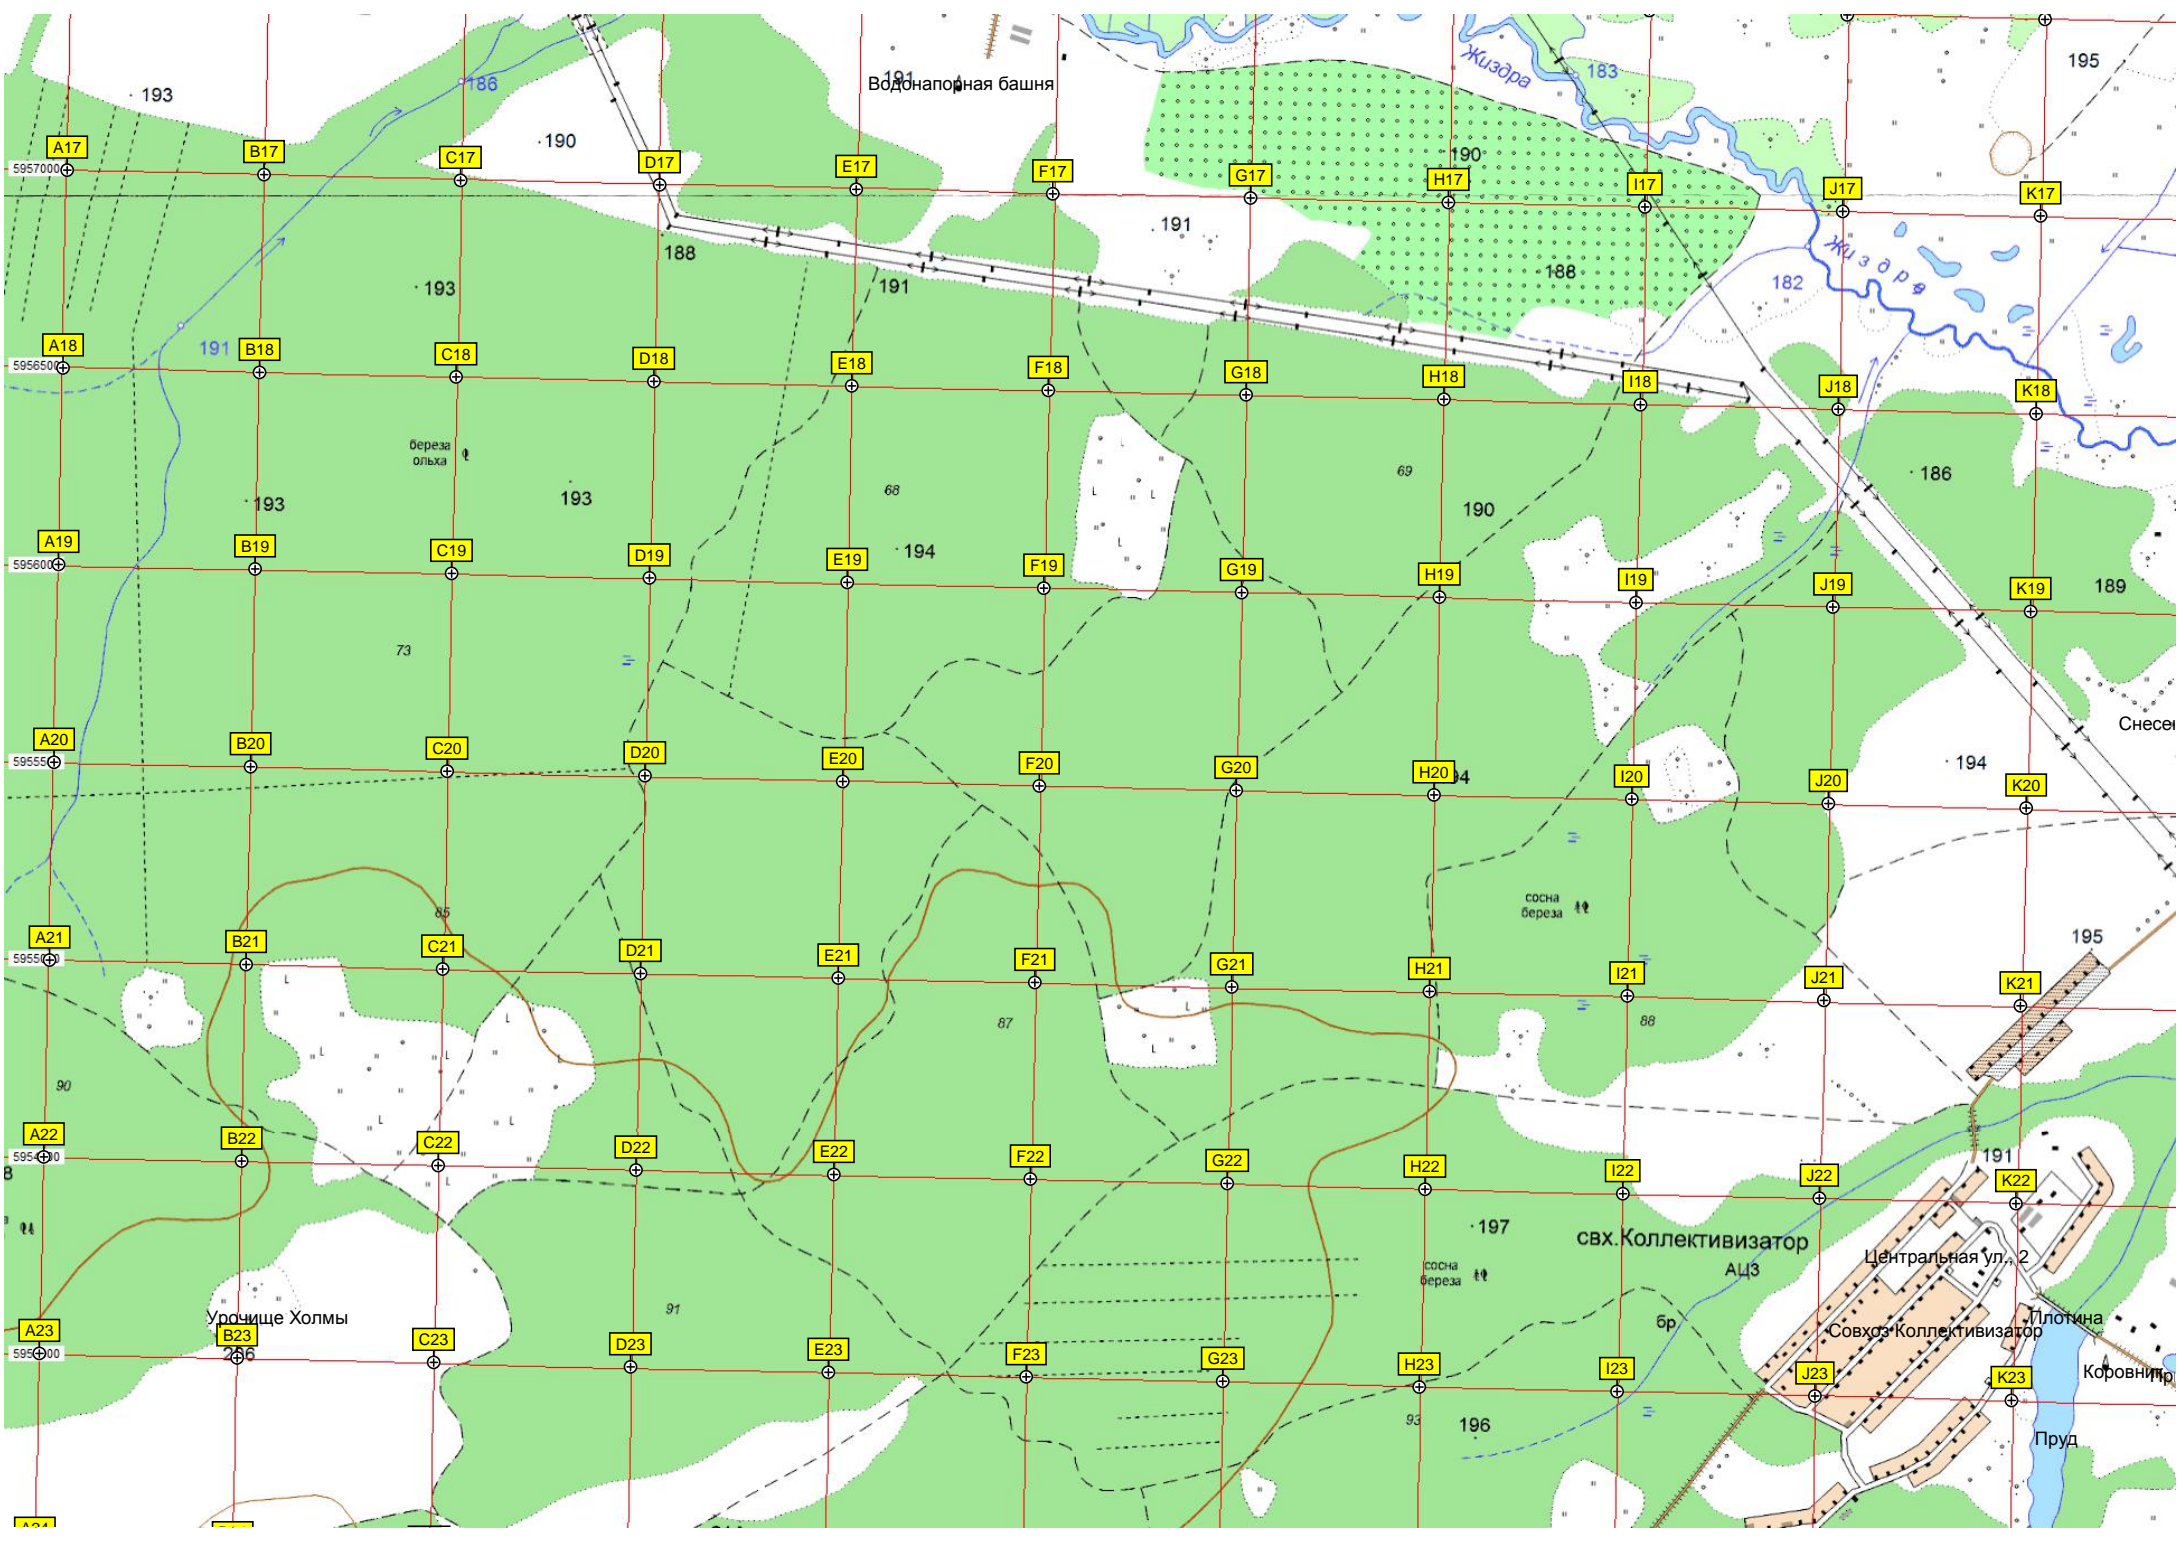 193
186
190
Водонапорная башня
191
Жиздра
183
195
190
A17
B17
C17
D17
E17
F17
G17
H17
I17
J17
K17
5957000
188
193
191
191
188
182
Жиздра
191
A18
B18
C18
D18
E18
F18
G18
H18
I18
J18
K18
береза
ольха
193
193
68
69
190
186
A19
B19
C19
D19
E19
F19
G19
H19
I19
J19
K19
194
189
73
Снесен
A20
B20
C20
D20
E20
F20
G20
H20
I20
J20
K20
194
85
сосна
береза
195
A21
B21
C21
D21
E21
F21
G21
H21
I21
J21
K21
87
88
90
A22
B22
C22
D22
E22
F22
G22
H22
I22
J22
K22
191
197
свх.Коллективизатор
АЦЗ
Центральная ул., 2
сосна
береза
91
Урочище Холмы
бр
Плотина
Совхоз Коллективизатор
A23
B23
C23
D23
E23
F23
G23
H23
I23
J23
K23
Коровник
93
196
Пруд
A24